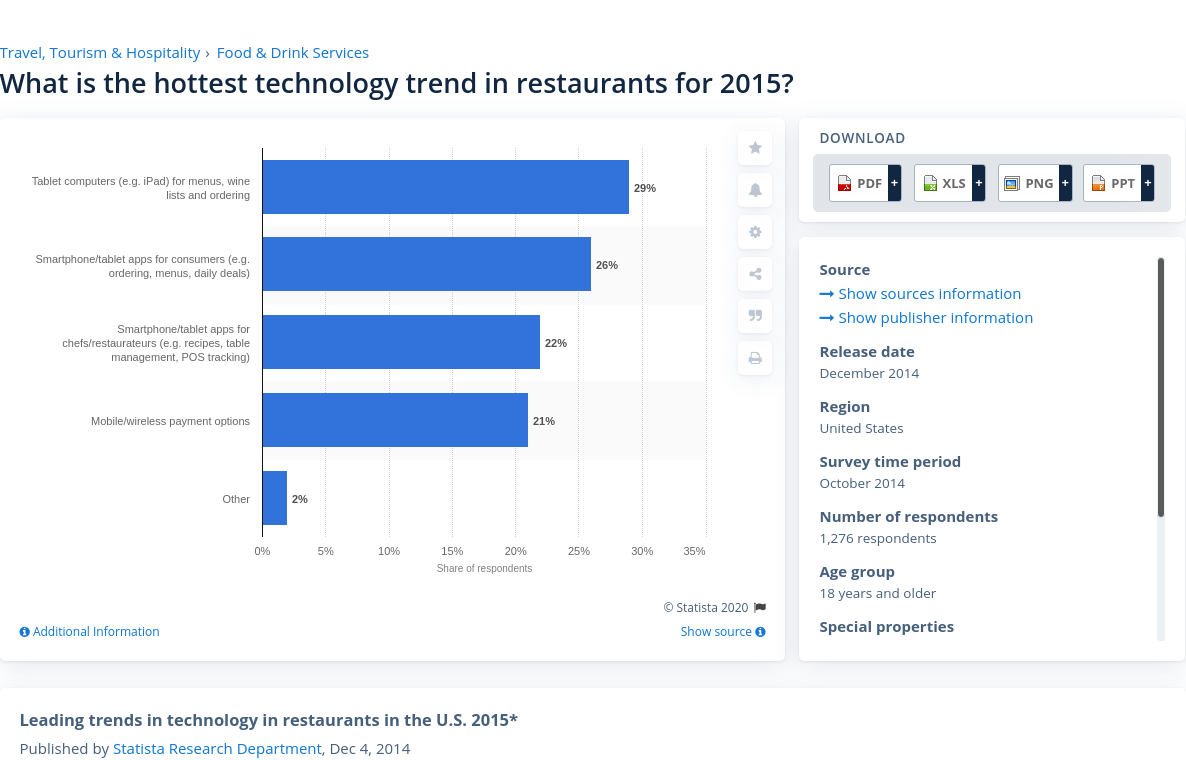 Travel, Tourism & Hospitality › Food & Drink Services
What is the hottest technology trend in restaurants for 2015?
Tablet computers (e.g. iPad) for menus, wine
lists and ordering
29%
Smartphone/tablet apps for consumers (e.g.
ordering, menus, daily deals)
26%
Smartphone/tablet apps for
chefs/restaurateurs (e.g. recipes, table
management, POS tracking)
22%
Mobile/wireless payment options
21%
Other
2%
0% 5% 10% 15% 20% 25% 30% 35%
Share of respondents
© Statista 2020
Additional Information
Show source
DOWNLOAD
PDF + XLS + PNG + PPT +
Source
Show sources information
Show publisher information
Release date
December 2014
Region
United States
Survey time period
October 2014
Number of respondents
1,276 respondents
Age group
18 years and older
Special properties
Leading trends in technology in restaurants in the U.S. 2015*
Published by Statista Research Department, Dec 4, 2014